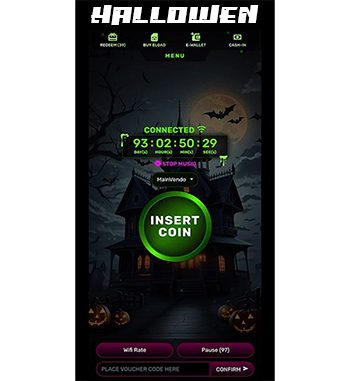 HALLOWEN
REDEEM (39) BUY ELOAD E-WALLET CASH-IN
MENU
CONNECTED
93:02:50:29
DAY(s) HOUR(s) MIN(s) SEC(s)
STOP MUSIC
MainVendo
INSERT
COIN
Wifi Rate Pause (97)
PLACE VOUCHER CODE HERE CONFIRM